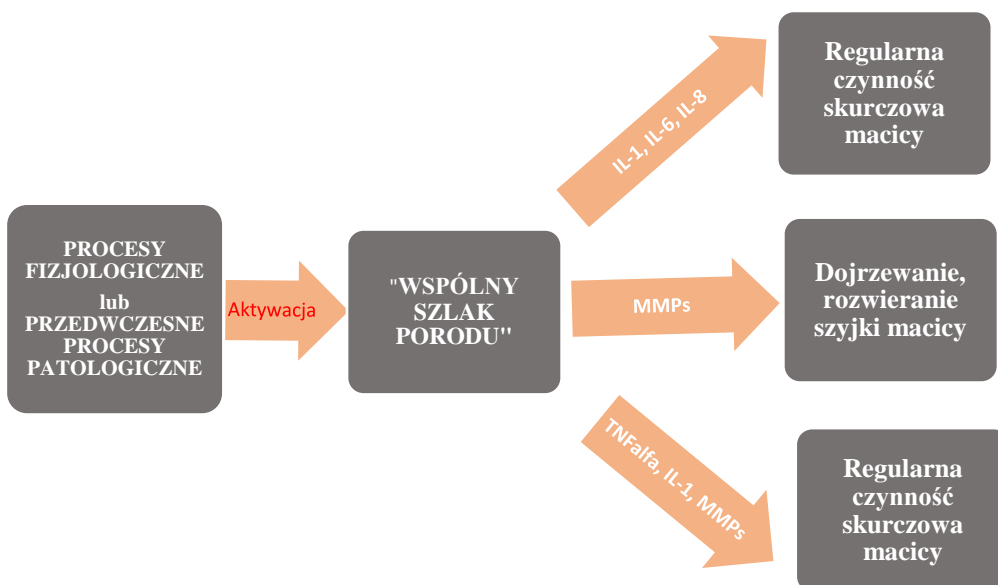 PROCESY
FIZJOLOGICZNE
lub
PRZEDWCZESNE
PROCESY
PATOLOGICZNE
Aktywacja
"WSPÓLNY
SZLAK
PORODU"
IL-1, IL-6, IL-8
Regularna
czynność
skurczowa
macicy
MMPs
Dojrzewanie,
rozwieranie
szyjki macicy
TNFalfa, IL-1, MMPs
Regularna
czynność
skurczowa
macicy